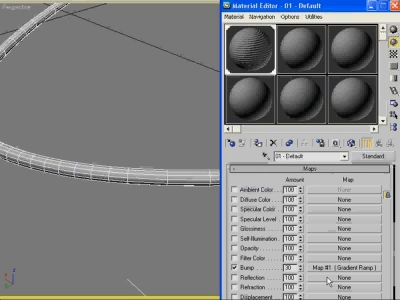 Perspective
Material Editor - 01 - Default
Material Navigation Options Utilities
01 - Default
Standard
Maps
Amount Map
Ambient Color . . . 100 None
Diffuse Color . . . . 100 None
Specular Color . . 100 None
Specular Level . . 100 None
Glossiness . . . . . 100 None
Self-Illumination . 100 None
Opacity . . . . . . . 100 None
Filter Color . . . . . 100 None
Bump . . . . . . . . 30 Map #1 ( Gradient Ramp )
Reflection . . . . . 100 None
Refraction . . . . . 100 None
Displacement 100 None